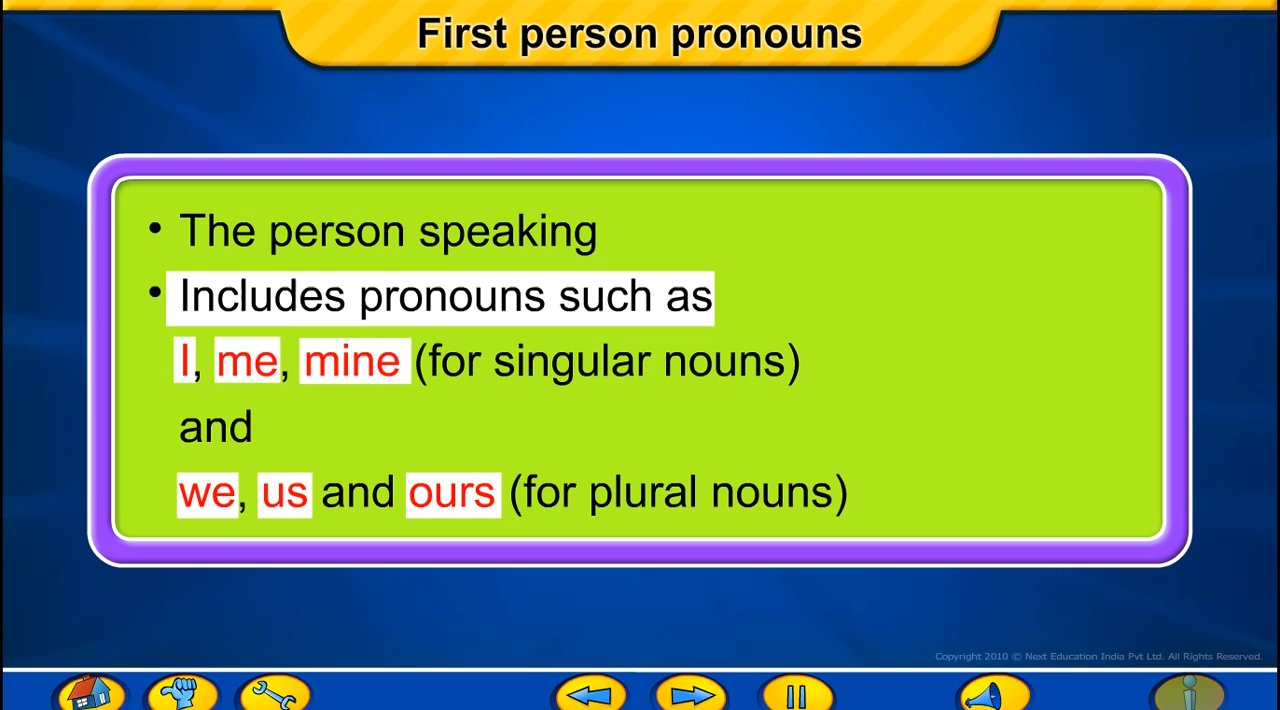 First person pronouns
• The person speaking
• Includes pronouns such as
I, me, mine (for singular nouns)
and
we, us and ours (for plural nouns)
Copyright 2010 © Next Education India Pvt Ltd. All Rights Reserved.